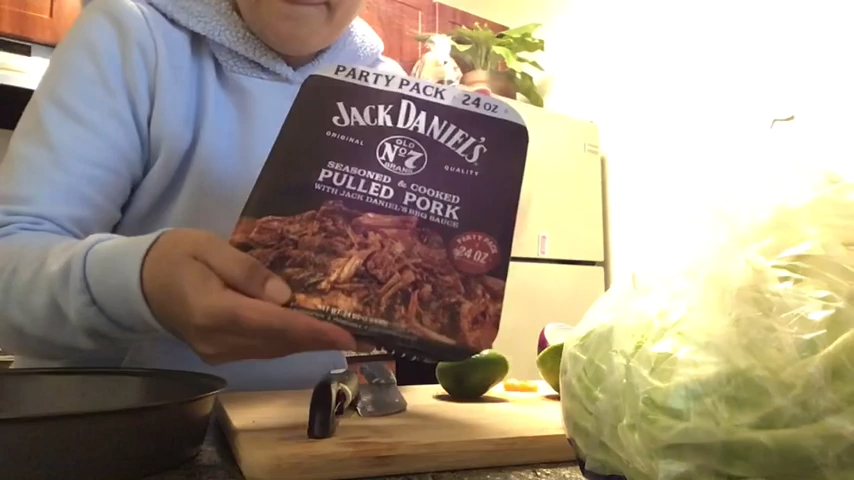 PARTY PACK 24 OZ
JACK DANIEL'S
ORIGINAL QUALITY
OLD
No7
BRAND
SEASONED & COOKED
PULLED PORK
WITH JACK DANIEL'S BBQ SAUCE
PARTY PACK
24 OZ